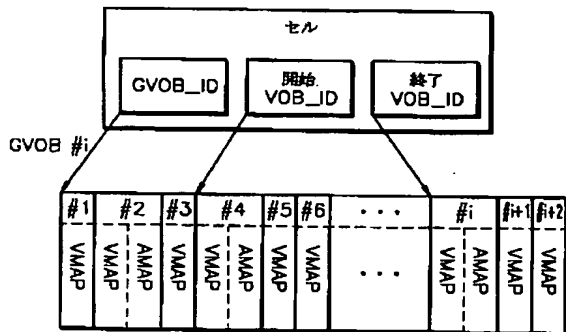 セル
GVOB_ID
開始.
VOB_ID
終了
VOB_ID
GVOB #i
#1 #2 #3 #4 #5 #6 ・・・ #i #i+1 #i+2
VMAP VMAP AMAP VMAP VMAP AMAP VMAP VMAP ・・・ VMAP AMAP VMAP VMAP